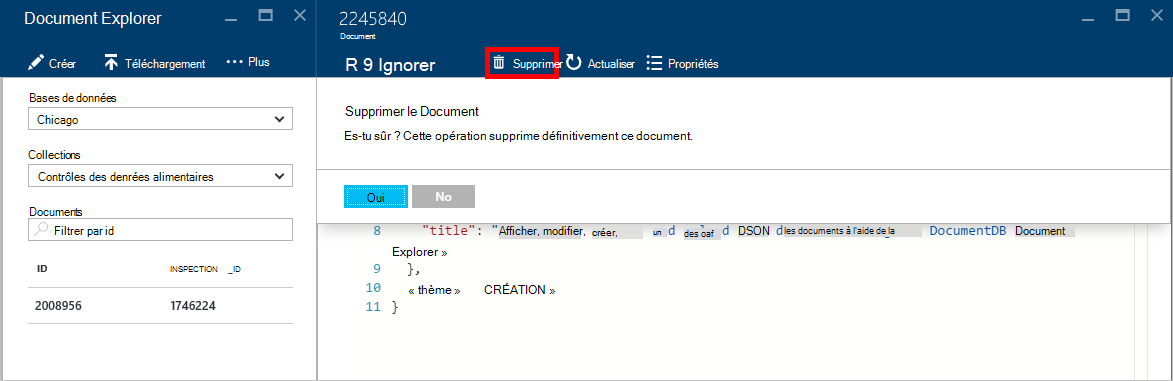 Document Explorer
Créer Téléchargement ... Plus
Bases de données
Chicago
Collections
Contrôles des denrées alimentaires
Documents
Filtrer par id
ID INSPECTION _ID
2008956 1746224
2245840
Document
R 9 Ignorer Supprimer Actualiser Propriétés
Supprimer le Document
Es-tu sûr ? Cette opération supprime définitivement ce document.
Oui No
8 "title": "Afficher, modifier, créer, un d des oaf d DSON d les documents à l'aide de la DocumentDB Document
Explorer »
9 },
10 « thème » CRÉATION »
11 }